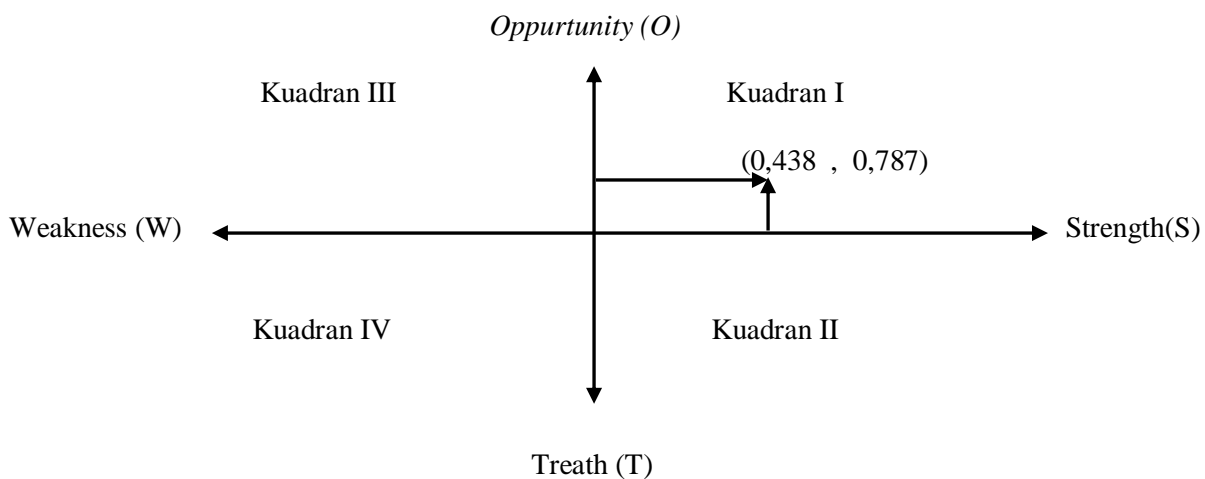 Oppurtunity (O)
Kuadran III
Kuadran I
(0,438 , 0,787)
Weakness (W)
Strength(S)
Kuadran IV
Kuadran II
Treath (T)